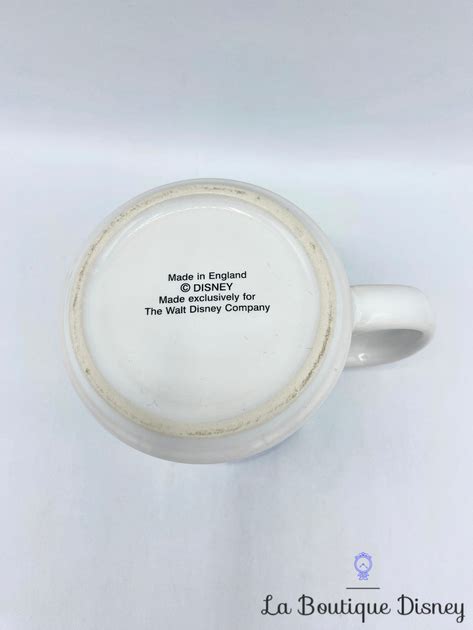 Made in England
© DISNEY
Made exclusively for
The Walt Disney Company
La Boutique Disney